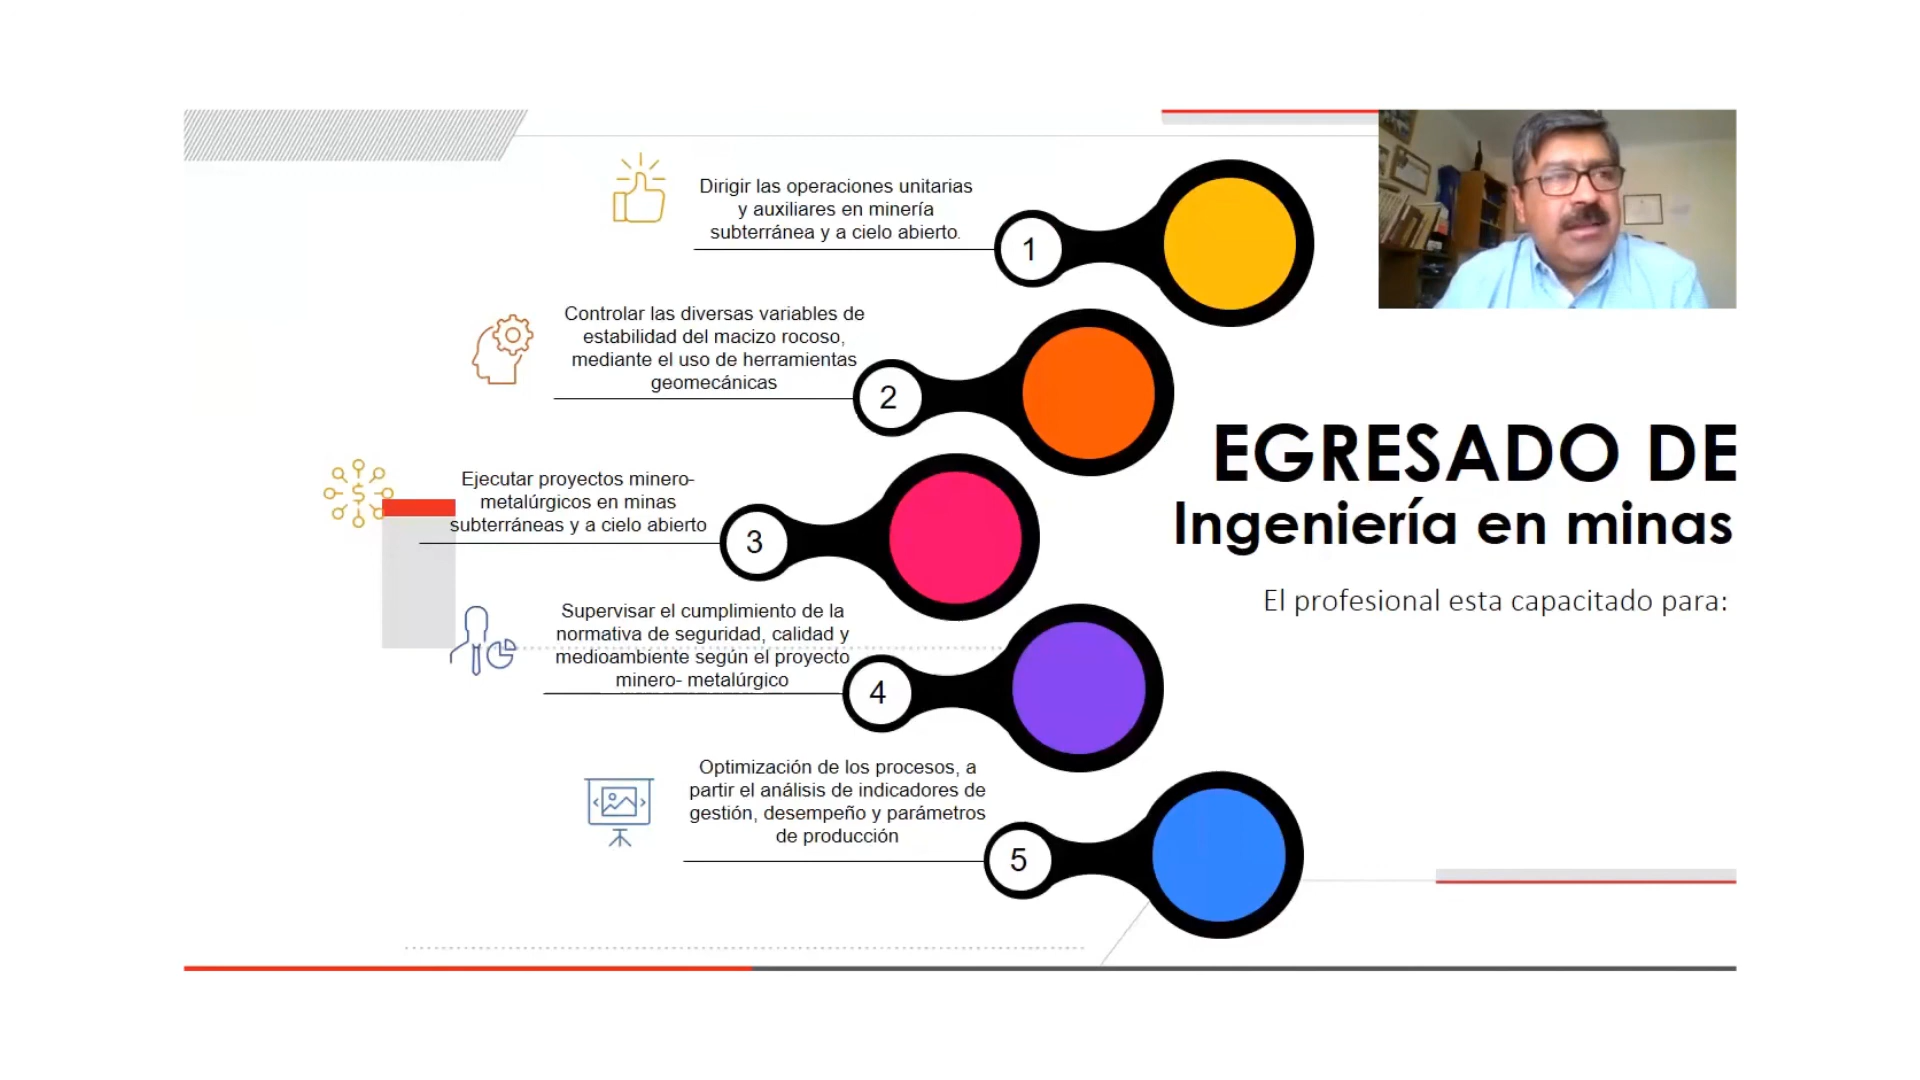 Dirigir las operaciones unitarias
y auxiliares en minería
subterránea y a cielo abierto.
1
Controlar las diversas variables de
estabilidad del macizo rocoso,
mediante el uso de herramientas
geomecánicas
2
EGRESADO DE
Ingeniería en minas
El profesional esta capacitado para:
Ejecutar proyectos minero-
metalúrgicos en minas
subterráneas y a cielo abierto
3
Supervisar el cumplimiento de la
normativa de seguridad, calidad y
medioambiente según el proyecto
minero- metalúrgico
4
Optimización de los procesos, a
partir el análisis de indicadores de
gestión, desempeño y parámetros
de producción
5